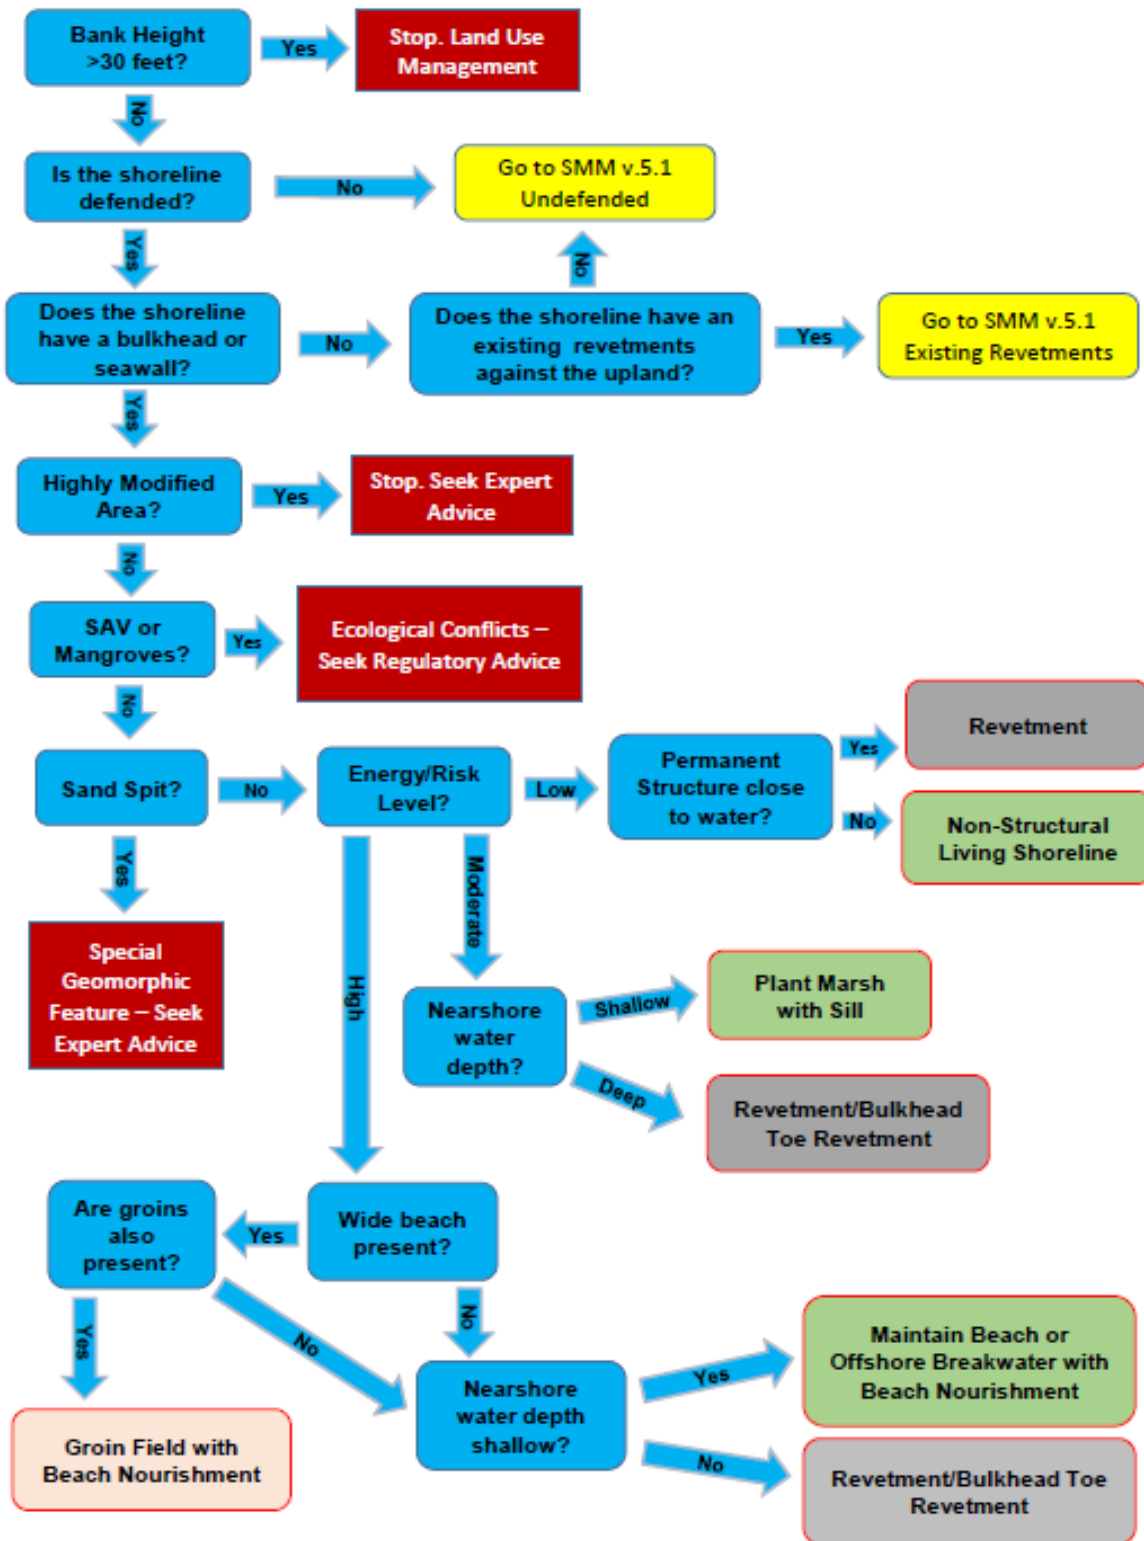 Bank Height
>30 feet?
Yes
Stop. Land Use
Management
No
Is the shoreline
defended?
No
Go to SMM v.5.1
Undefended
Yes
No
Does the shoreline
have a bulkhead or
seawall?
No
Does the shoreline have an
existing revetments
against the upland?
Yes
Go to SMM v.5.1
Existing Revetments
Yes
Highly Modified
Area?
Yes
Stop. Seek Expert
Advice
No
SAV or
Mangroves?
Yes
Ecological Conflicts –
Seek Regulatory Advice
No
Sand Spit?
No
Energy/Risk
Level?
Low
Permanent
Structure close
to water?
Yes
Revetment
No
Non-Structural
Living Shoreline
Yes
Special
Geomorphic
Feature – Seek
Expert Advice
High
Moderate
Nearshore
water
depth?
Shallow
Plant Marsh
with Sill
Deep
Revetment/Bulkhead
Toe Revetment
Are groins
also
present?
Yes
Wide beach
present?
Yes
No
No
Nearshore
water depth
shallow?
Yes
Maintain Beach or
Offshore Breakwater with
Beach Nourishment
No
Revetment/Bulkhead Toe
Revetment
Groin Field with
Beach Nourishment